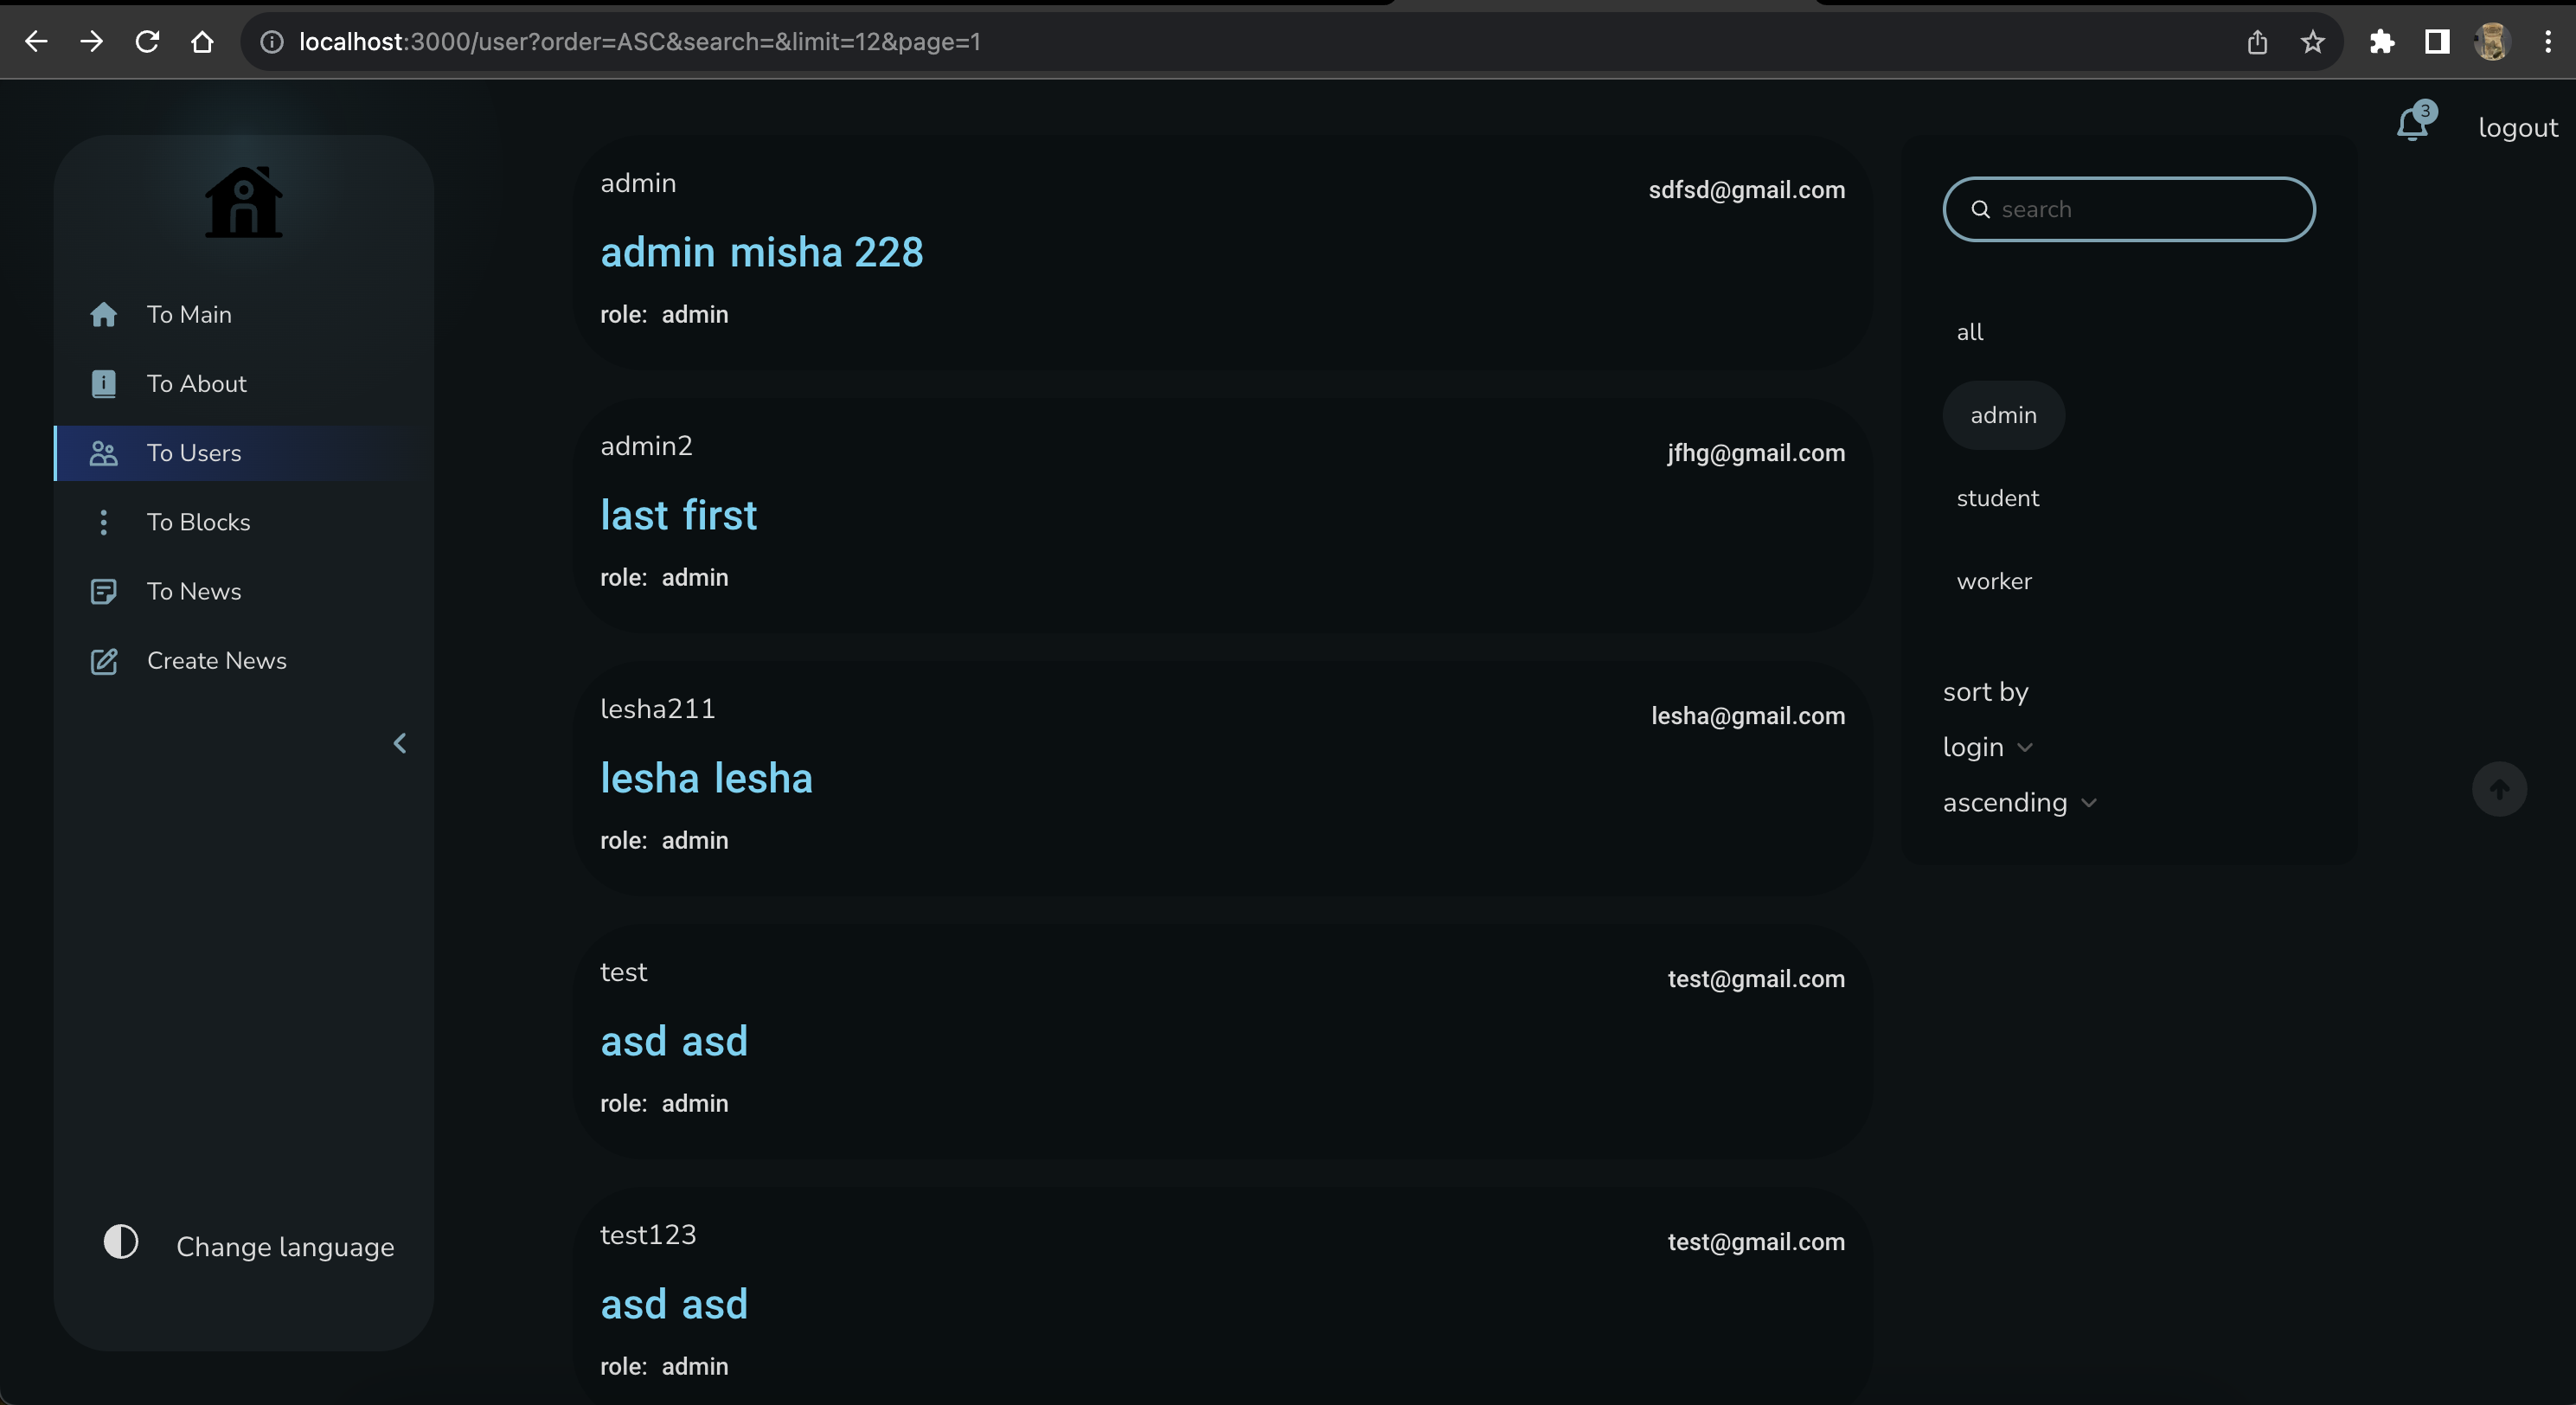 localhost:3000/user?order=ASC&search=&limit=12&page=1
3
logout
To Main
To About
To Users
To Blocks
To News
Create News
Change language
admin
sdfsd@gmail.com
admin misha 228
role: admin
admin2
jfhg@gmail.com
last first
role: admin
lesha211
lesha@gmail.com
lesha lesha
role: admin
test
test@gmail.com
asd asd
role: admin
test123
test@gmail.com
asd asd
role: admin
search
all
admin
student
worker
sort by
login
ascending